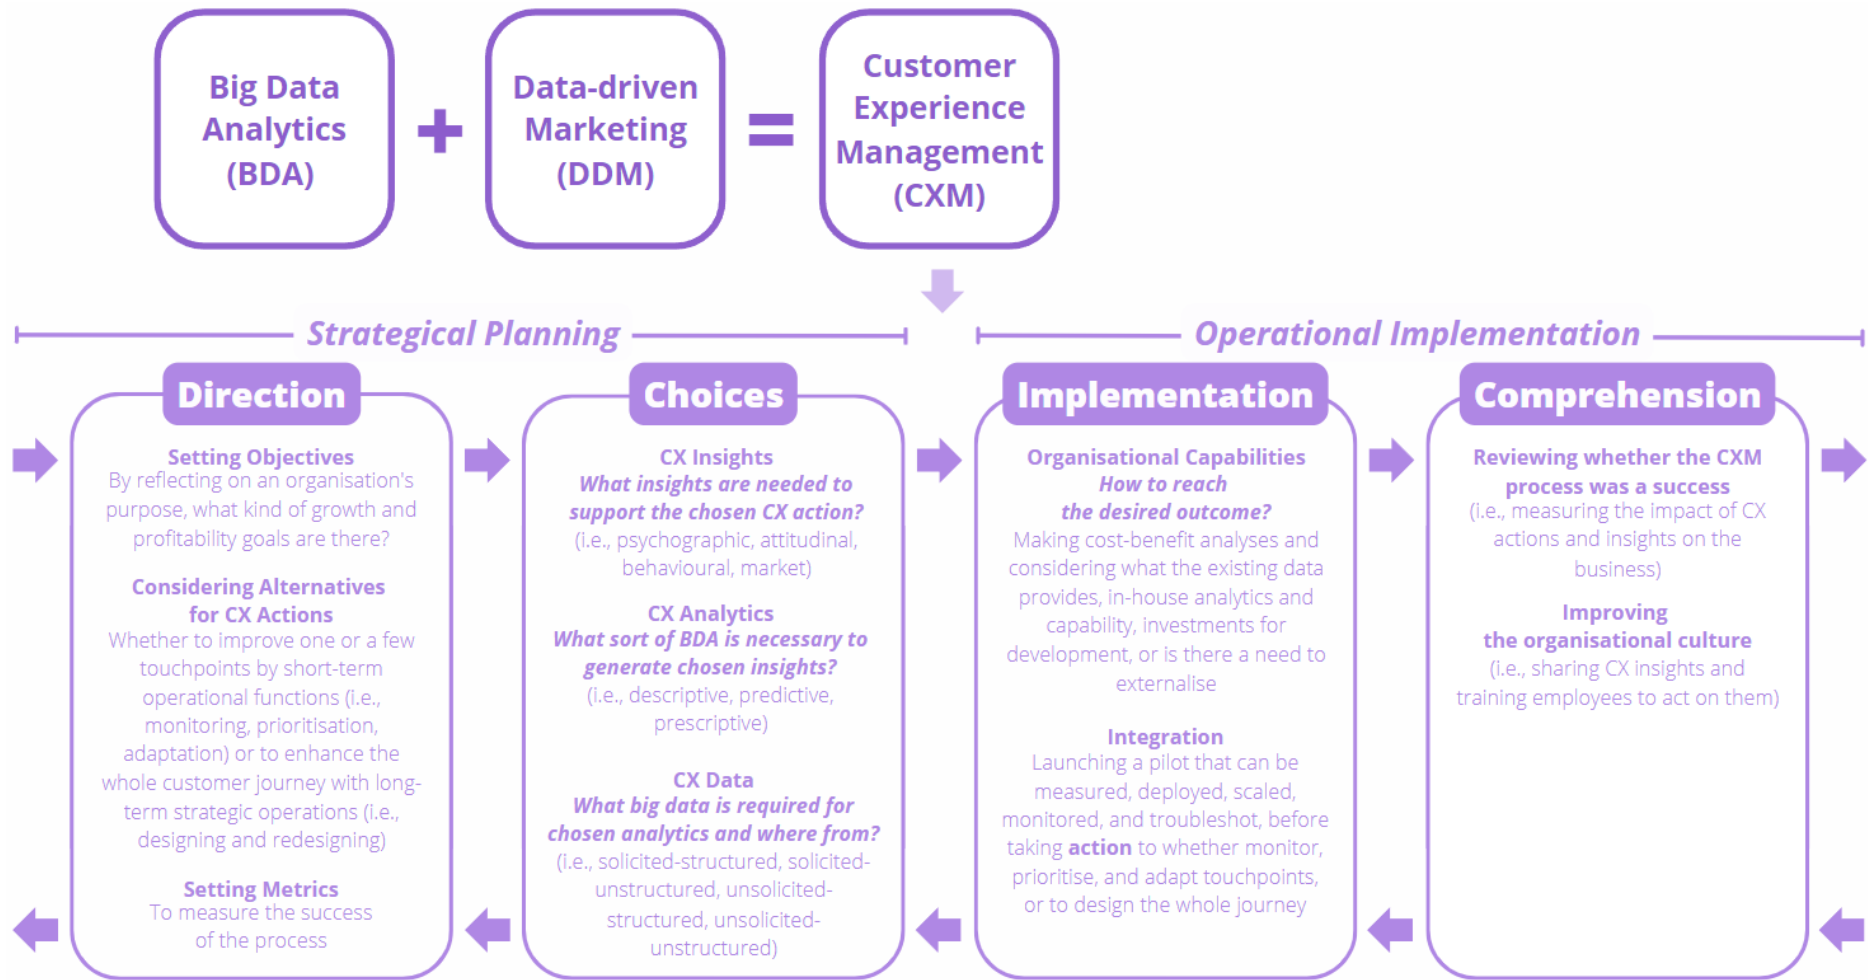 Big Data
Analytics
(BDA)
+
Data-driven
Marketing
(DDM)
=
Customer
Experience
Management
(CXM)
Strategical Planning
Operational Implementation
Direction
Setting Objectives
By reflecting on an organisation's
purpose, what kind of growth and
profitability goals are there?
Considering Alternatives
for CX Actions
Whether to improve one or a few
touchpoints by short-term
operational functions (i.e.,
monitoring, prioritisation,
adaptation) or to enhance the
whole customer journey with long-
term strategic operations (i.e.,
designing and redesigning)
Setting Metrics
To measure the success
of the process
Choices
CX Insights
What insights are needed to
support the chosen CX action?
(i.e., psychographic, attitudinal,
behavioural, market)
CX Analytics
What sort of BDA is necessary to
generate chosen insights?
(i.e., descriptive, predictive,
prescriptive)
CX Data
What big data is required for
chosen analytics and where from?
(i.e., solicited-structured, solicited-
unstructured, unsolicited-
structured, unsolicited-
unstructured)
Implementation
Organisational Capabilities
How to reach
the desired outcome?
Making cost-benefit analyses and
considering what the existing data
provides, in-house analytics and
capability, investments for
development, or is there a need to
externalise
Integration
Launching a pilot that can be
measured, deployed, scaled,
monitored, and troubleshot, before
taking action to whether monitor,
prioritise, and adapt touchpoints,
or to design the whole journey
Comprehension
Reviewing whether the CXM
process was a success
(i.e., measuring the impact of CX
actions and insights on the
business)
Improving
the organisational culture
(i.e., sharing CX insights and
training employees to act on them)